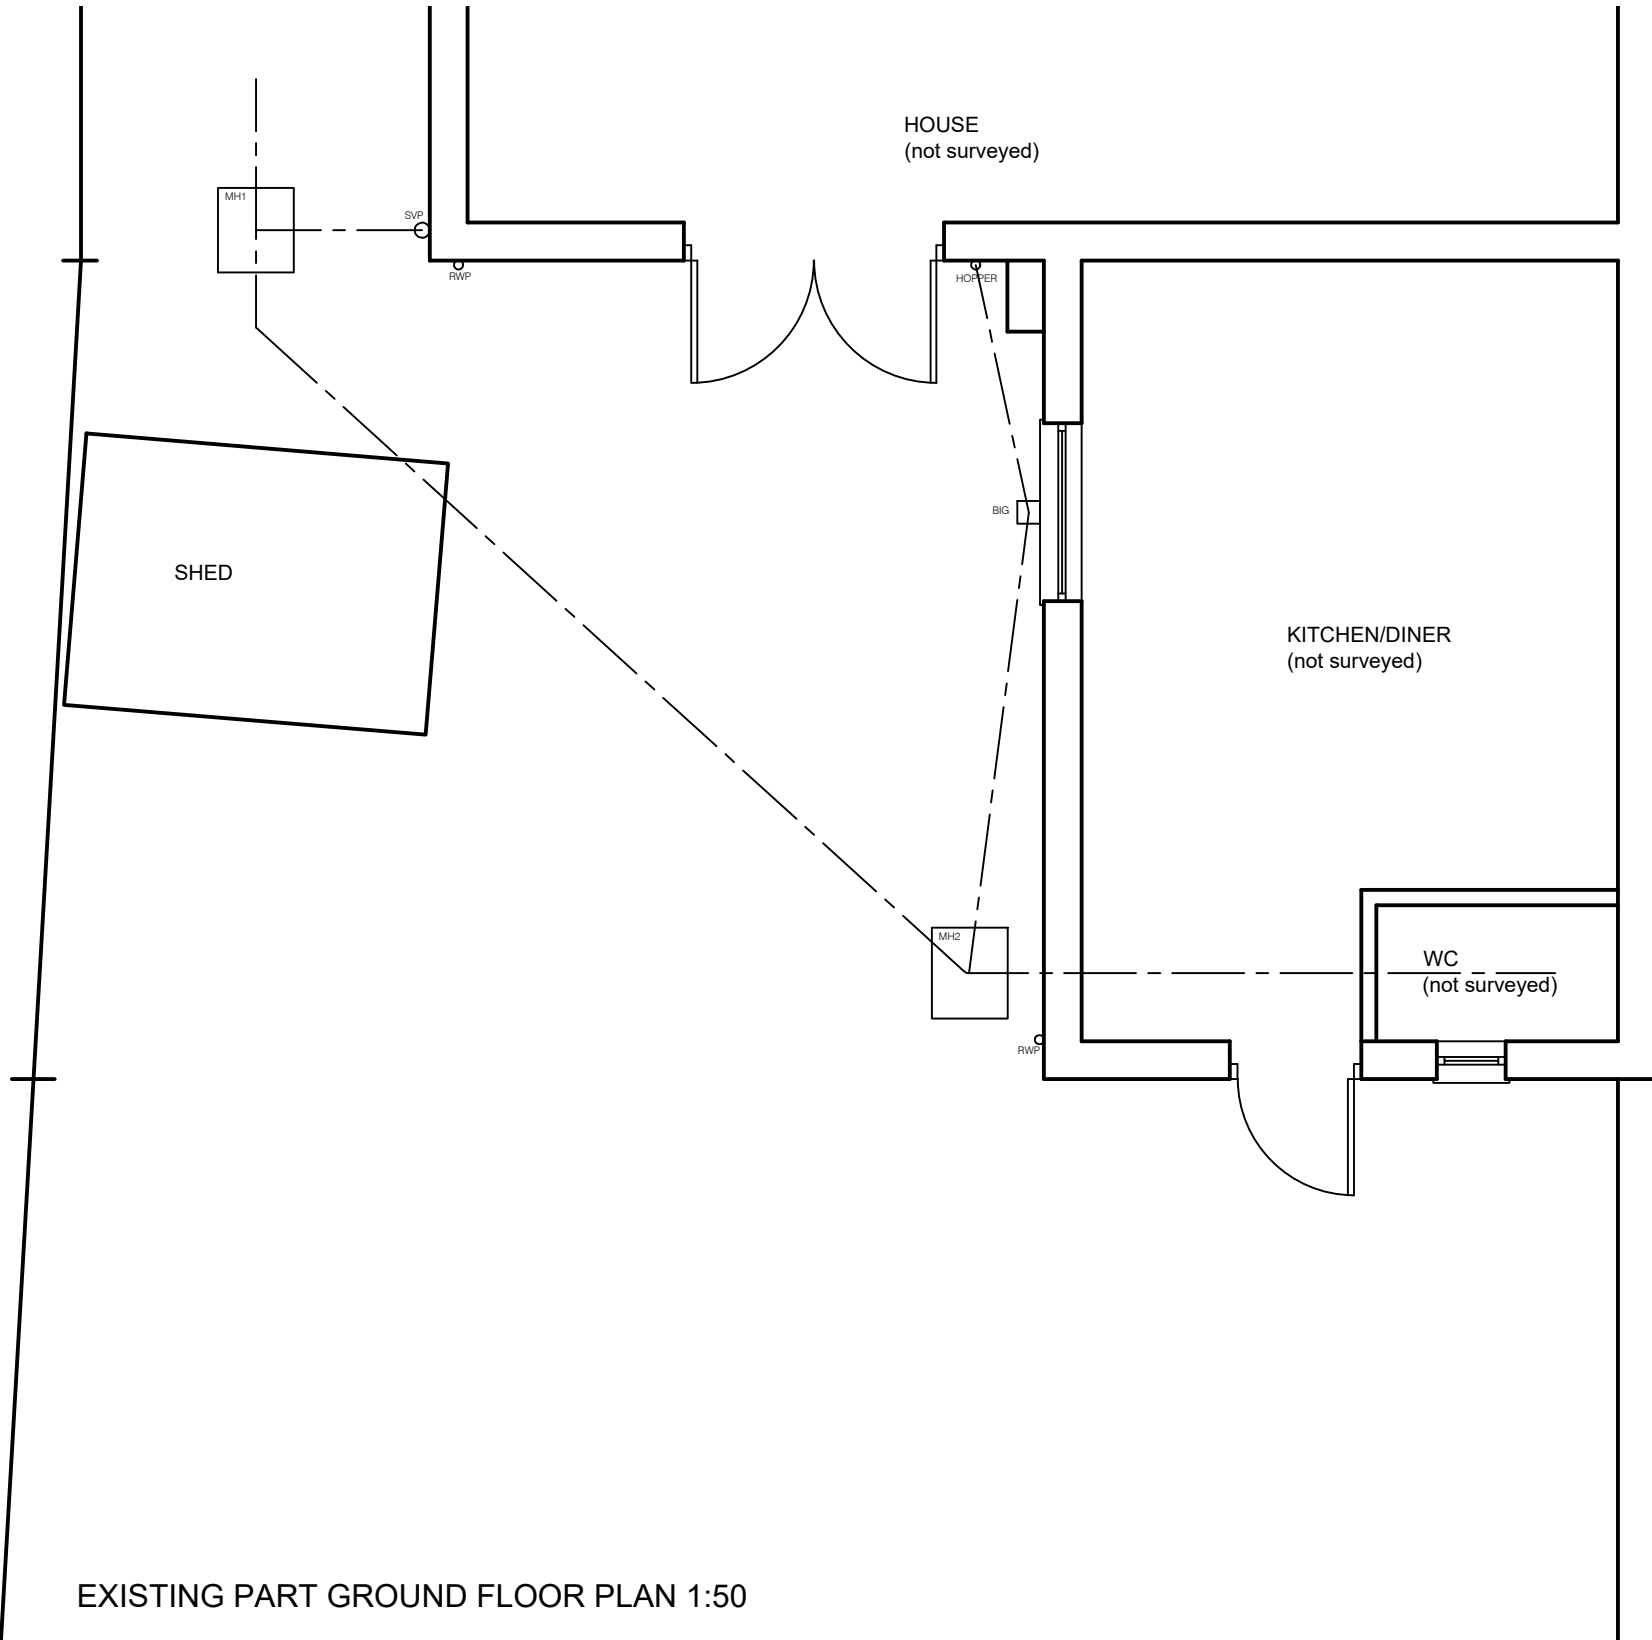 HOUSE
(not surveyed)
MH1
SVP
RWP
HOPPER
BIG
SHED
KITCHEN/DINER
(not surveyed)
MH2
WC
(not surveyed)
RWP
EXISTING PART GROUND FLOOR PLAN 1:50